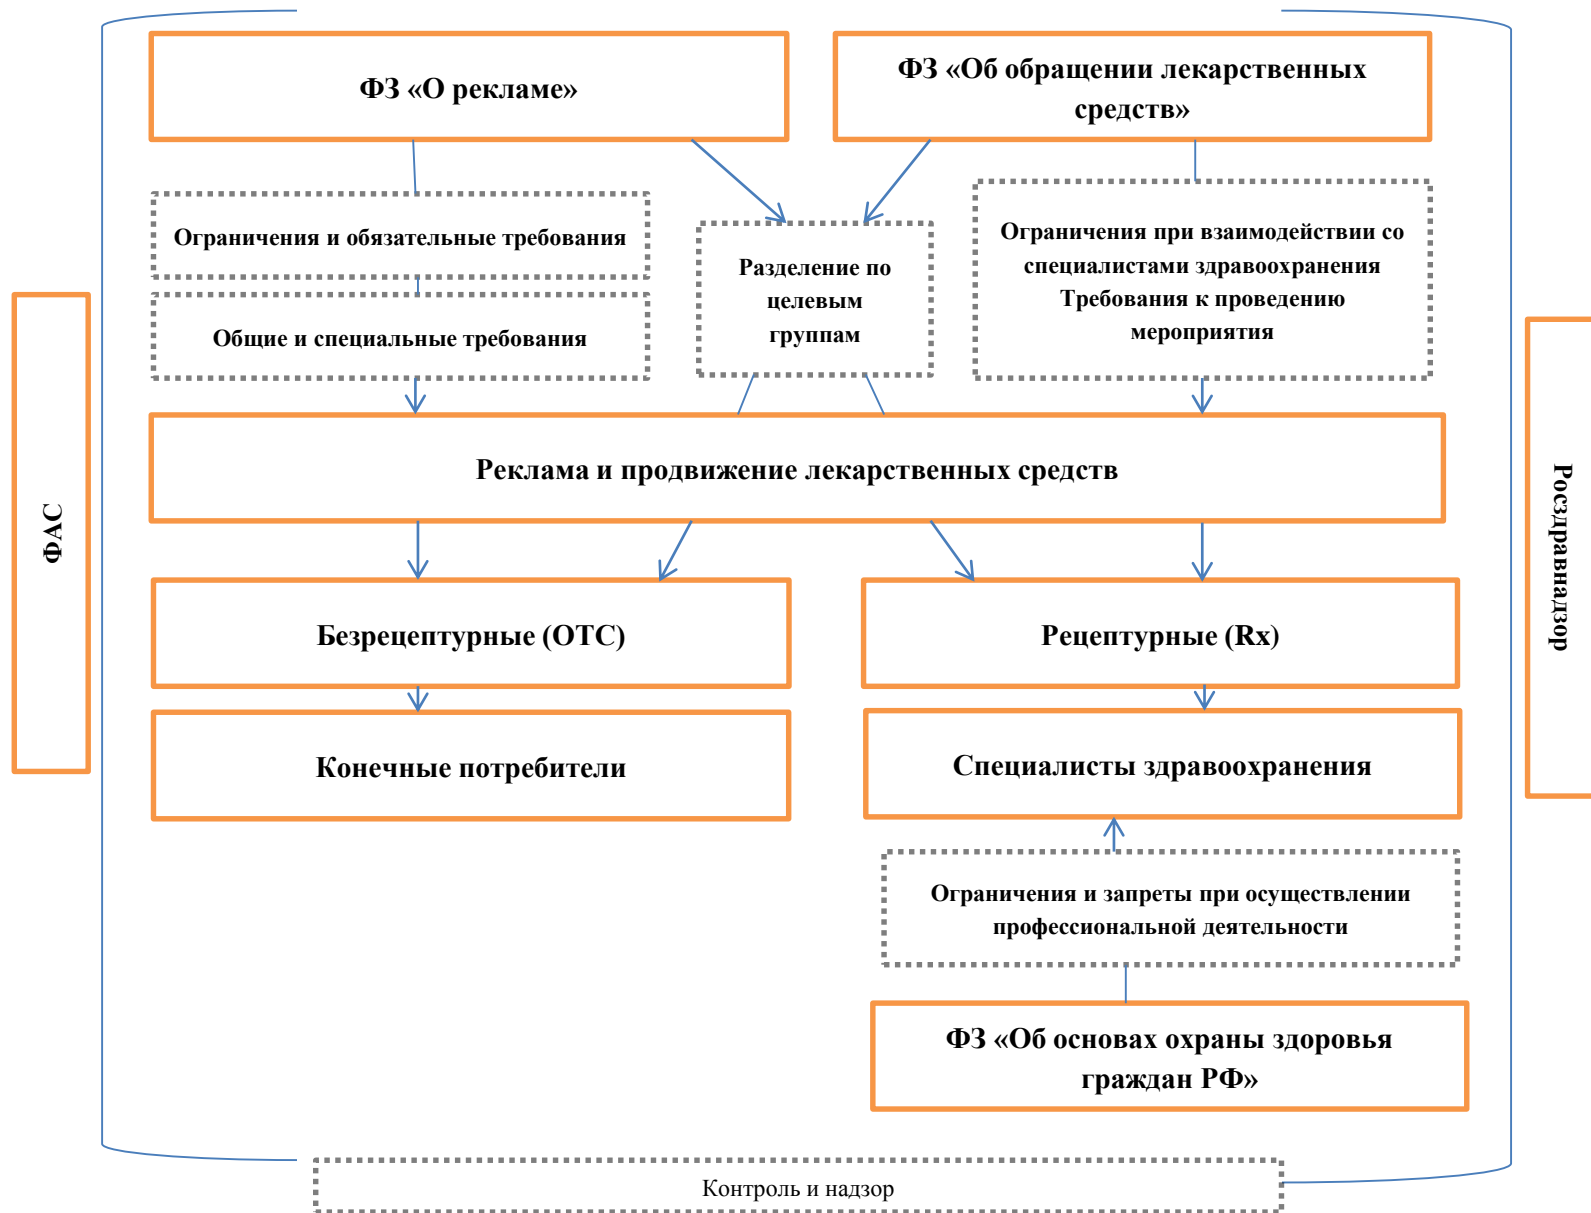 ФЗ «О рекламе»
ФЗ «Об обращении лекарственных
средств»
Ограничения и обязательные требования
Общие и специальные требования
Разделение по
целевым
группам
Ограничения при взаимодействии со
специалистами здравоохранения
Требования к проведению
мероприятия
ФАС
Росздравнадзор
Реклама и продвижение лекарственных средств
Безрецептурные (ОТС)
Рецептурные (Rx)
Конечные потребители
Специалисты здравоохранения
Ограничения и запреты при осуществлении
профессиональной деятельности
ФЗ «Об основах охраны здоровья
граждан РФ»
Контроль и надзор